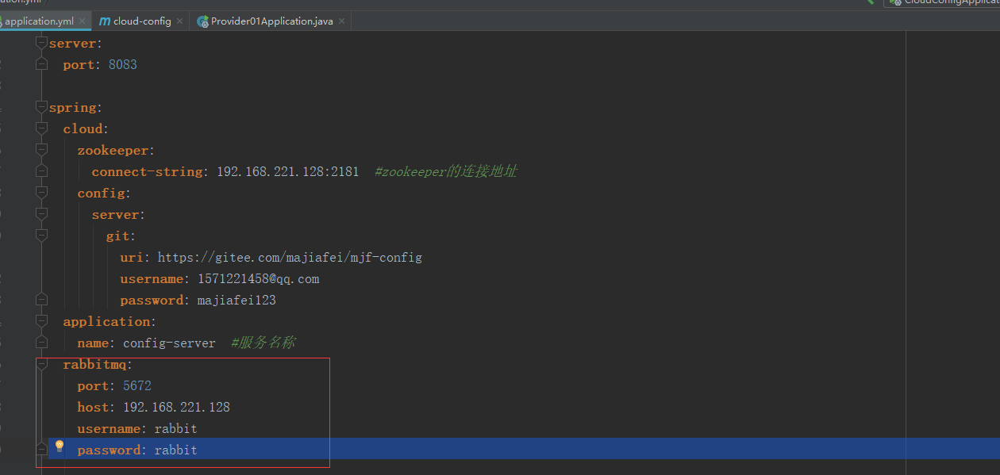 application.yml
cloud-config
Provider01Application.java
server:
port: 8083
spring:
cloud:
zookeeper:
connect-string: 192.168.221.128:2181 #zookeeper的连接地址
config:
server:
git:
uri: https://gitee.com/majiafei/mjf-config
username: 1571221458@qq.com
password: majiafei123
application:
name: config-server #服务名称
rabbitmq:
port: 5672
host: 192.168.221.128
username: rabbit
password: rabbit